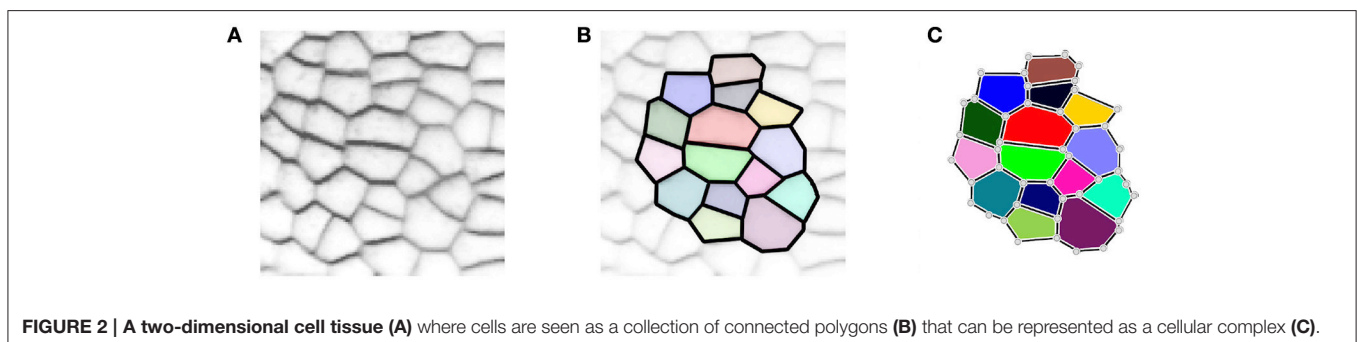 A
B
C
FIGURE 2 | A two-dimensional cell tissue (A) where cells are seen as a collection of connected polygons (B) that can be represented as a cellular complex (C).